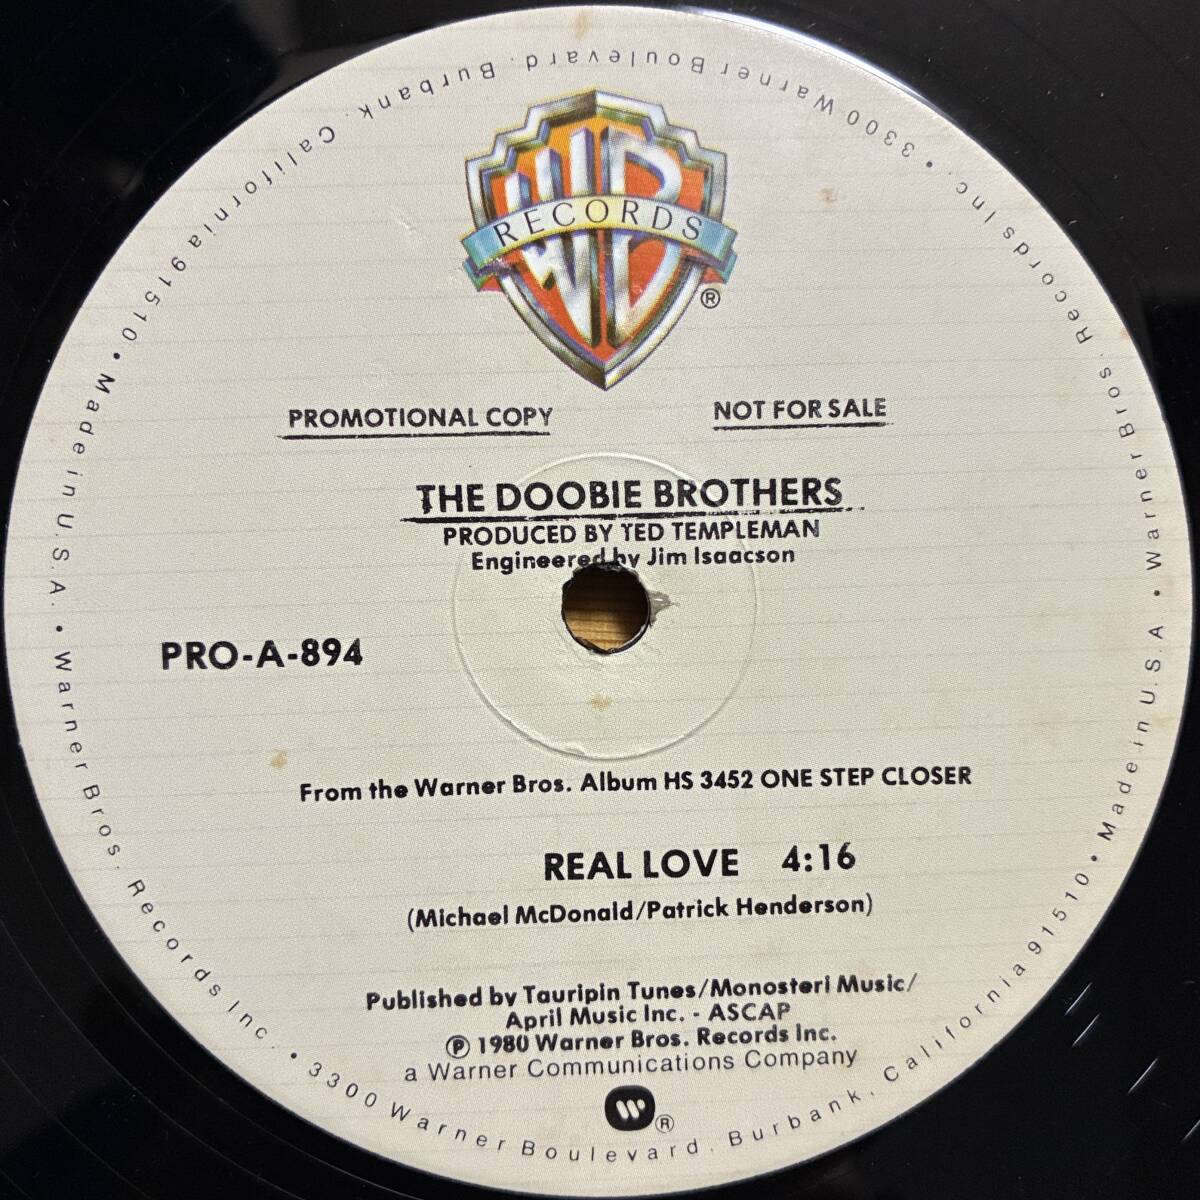 WB
RECORDS
®
PROMOTIONAL COPY
NOT FOR SALE
THE DOOBIE BROTHERS
PRODUCED BY TED TEMPLEMAN
Engineered by Jim Isaacson
PRO-A-894
From the Warner Bros. Album HS 3452 ONE STEP CLOSER
REAL LOVE 4:16
(Michael McDonald/Patrick Henderson)
Published by Tauripin Tunes/Monosteri Music/
April Music Inc. - ASCAP
Ⓟ 1980 Warner Bros. Records Inc.
a Warner Communications Company
W ®
Warner Bros. Records Inc. • 3300 Warner Boulevard. Burbank. California 91510 • Made in U.S.A. • Warner Bros. Records Inc. • 3300 Warner Boulevard. Burbank. California 91510 • Made in U.S.A. •